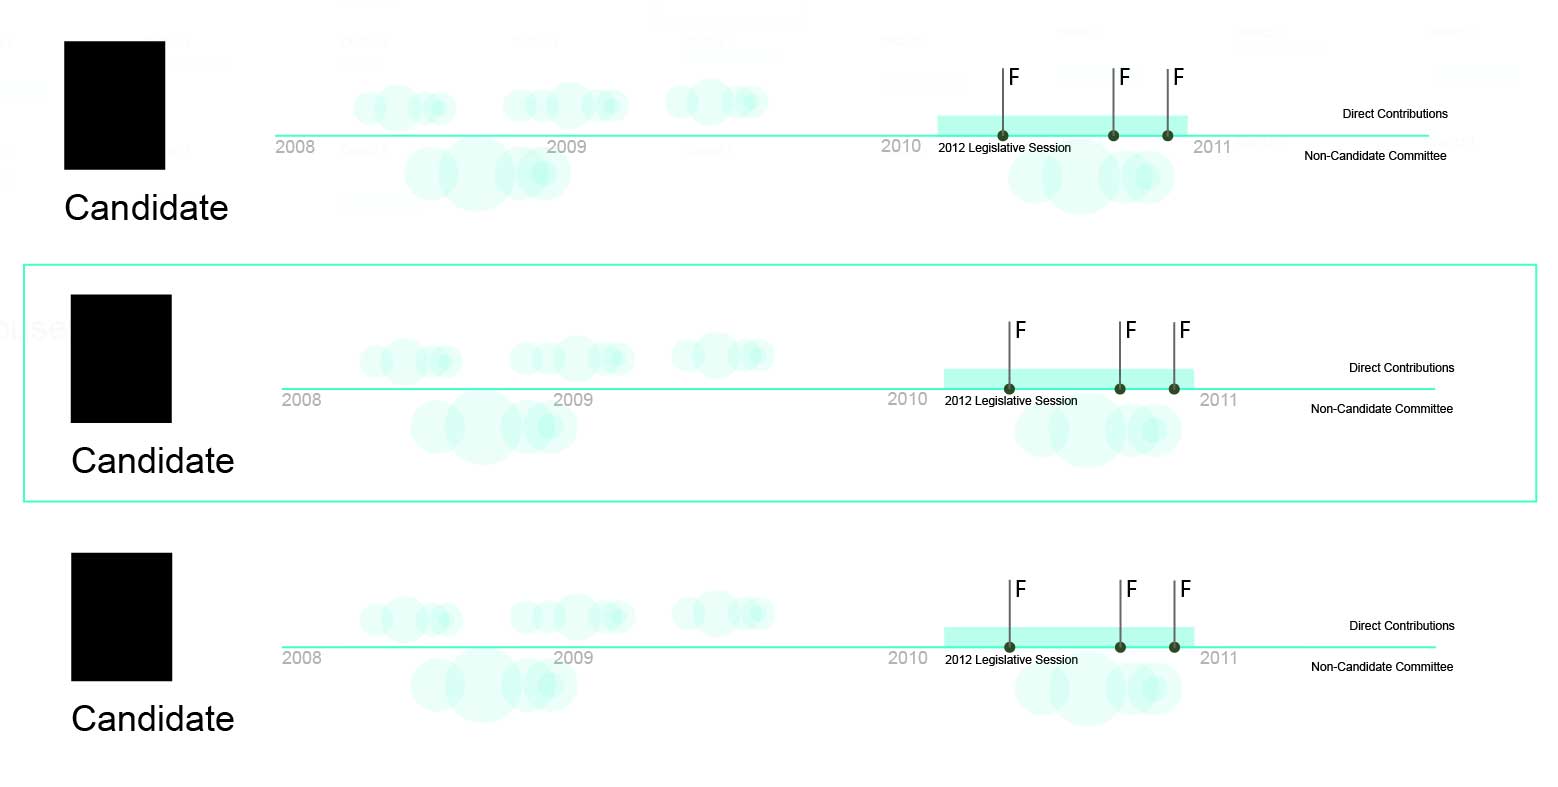 F F F
Direct Contributions
2008 2009 2010 2012 Legislative Session 2011
Non-Candidate Committee
Candidate
F F F
Direct Contributions
2008 2009 2010 2012 Legislative Session 2011
Non-Candidate Committee
Candidate
F F F
Direct Contributions
2008 2009 2010 2012 Legislative Session 2011
Non-Candidate Committee
Candidate